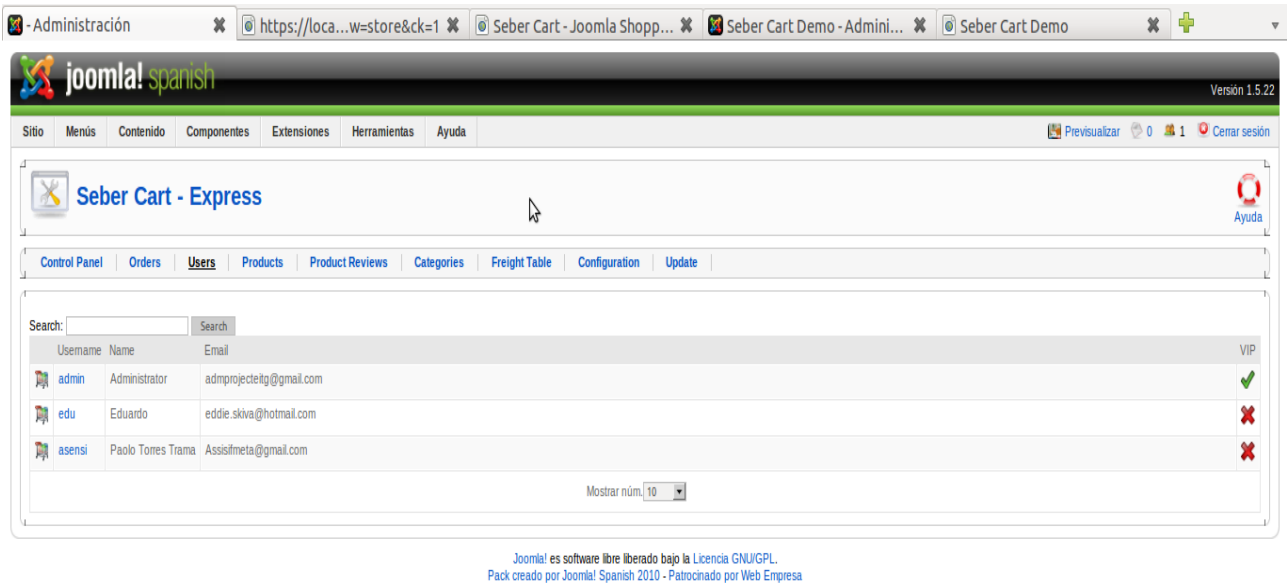 - Administración https://loca...w=store&ck=1 Seber Cart - Joomla Shopp... Seber Cart Demo - Admini... Seber Cart Demo
joomla! spanish
Versión 1.5.22
Sitio Menús Contenido Componentes Extensiones Herramientas Ayuda Previsualizar 0 1 Cerrar sesión
Seber Cart - Express
Ayuda
Control Panel Orders Users Products Product Reviews Categories Freight Table Configuration Update
Search: Search
Username Name Email VIP
admin Administrator admprojecteitg@gmail.com
edu Eduardo eddie.skiva@hotmail.com
asensi Paolo Torres Trama Assisifmeta@gmail.com
Mostrar núm. 10
Joomla! es software libre liberado bajo la Licencia GNU/GPL.
Pack creado por Joomla! Spanish 2010 - Patrocinado por Web Empresa